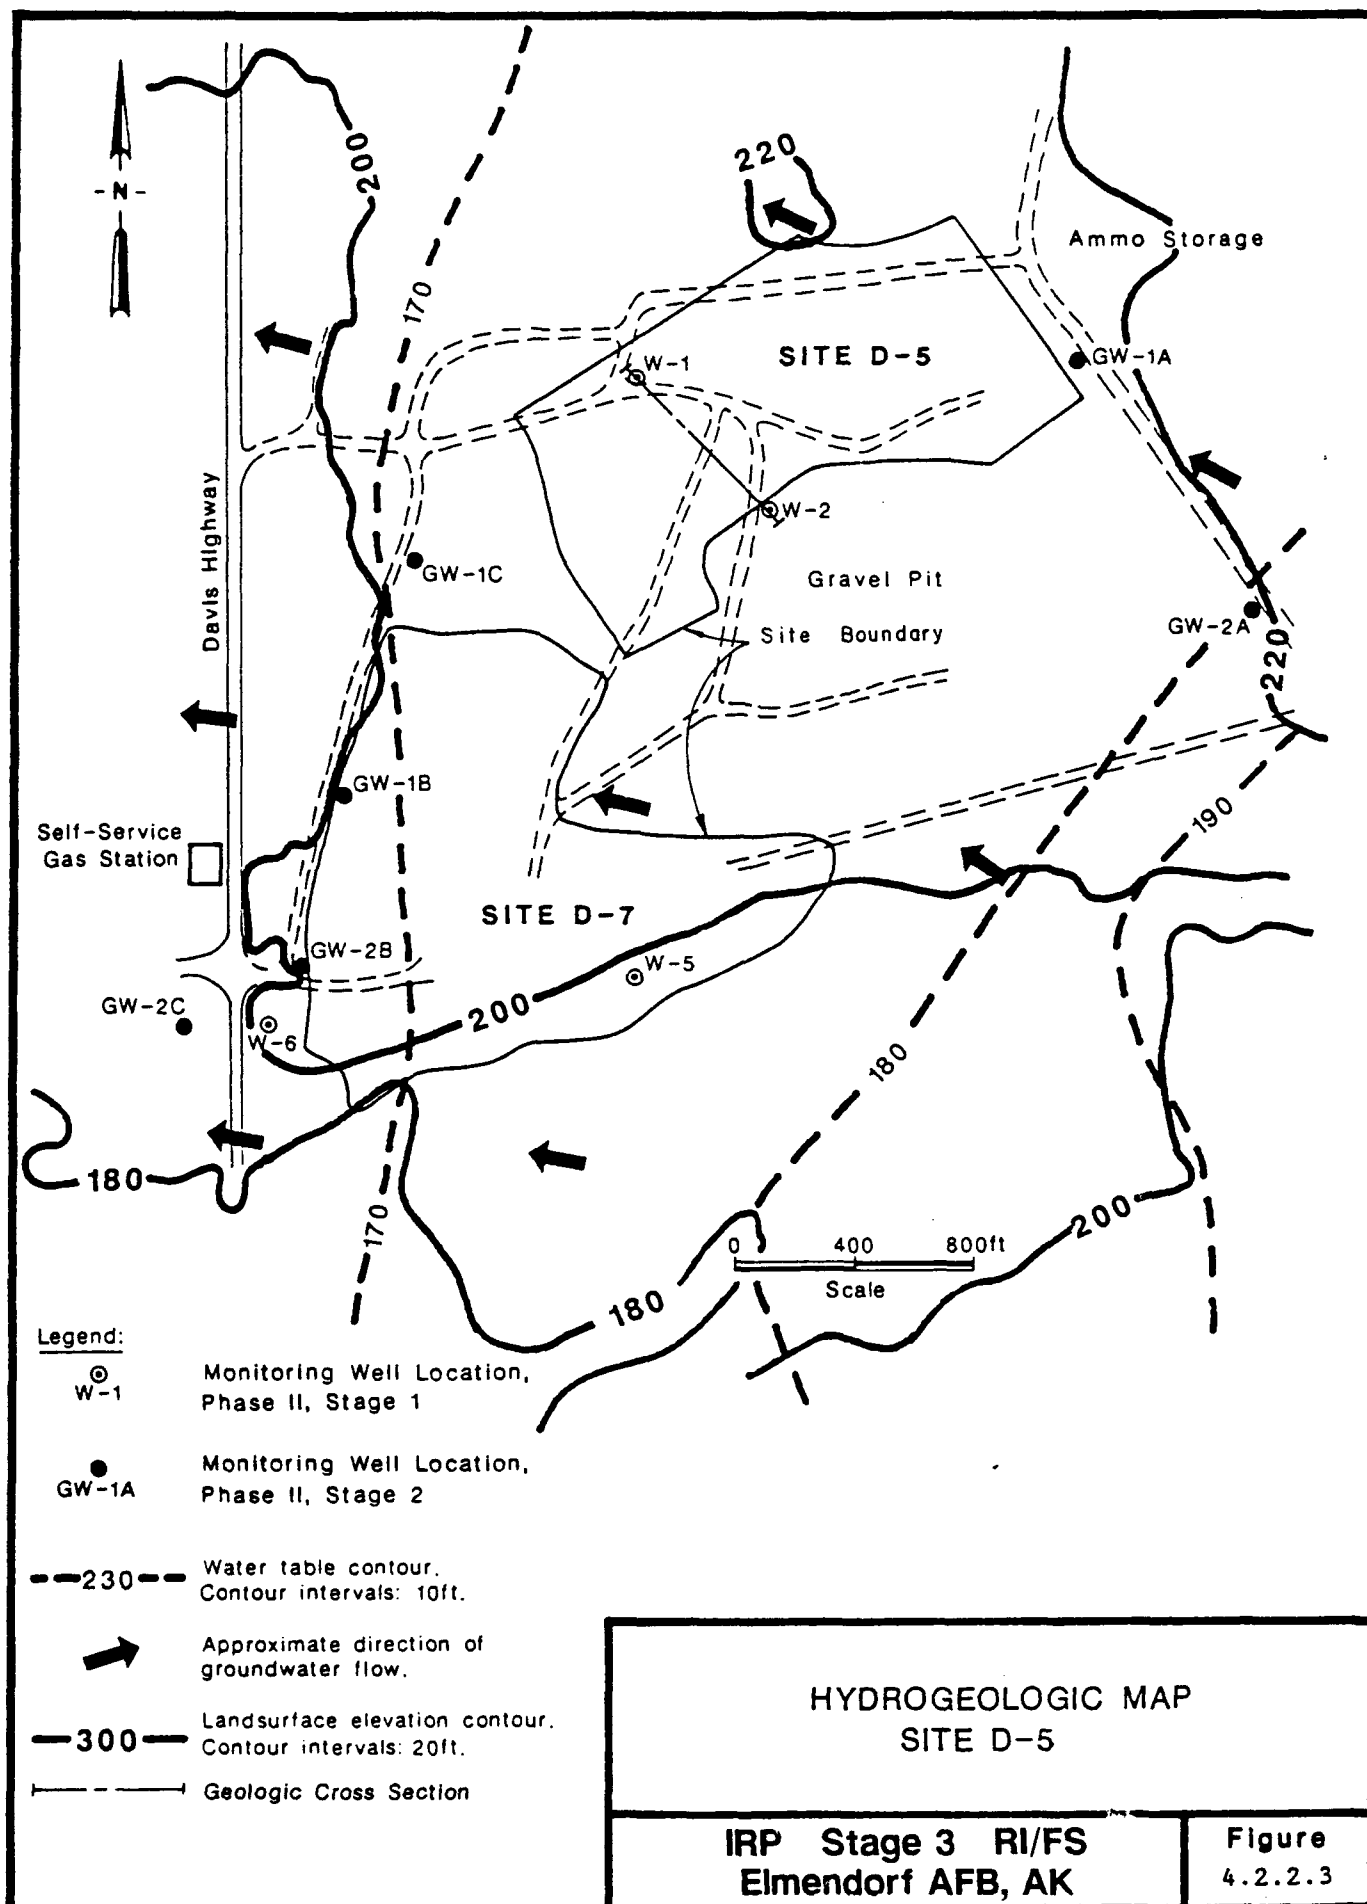 220
200
- N -
Ammo Storage
170
SITE D-5
W-1
GW-1A
W-2
Davis Highway
GW-1C
Gravel Pit
Site Boundary
GW-2A
220
GW-1B
190
Self-Service
Gas Station
SITE D-7
GW-2B
W-5
GW-2C
200
W-6
180
180
170
200
0 400 800ft
Scale
180
Legend:
W-1
Monitoring Well Location,
Phase II, Stage 1
GW-1A
Monitoring Well Location,
Phase II, Stage 2
230
Water table contour.
Contour intervals: 10ft.
Approximate direction of
groundwater flow.
300
Landsurface elevation contour.
Contour intervals: 20ft.
Geologic Cross Section
HYDROGEOLOGIC MAP
SITE D-5
IRP Stage 3 RI/FS
Elmendorf AFB, AK
Figure
4.2.2.3